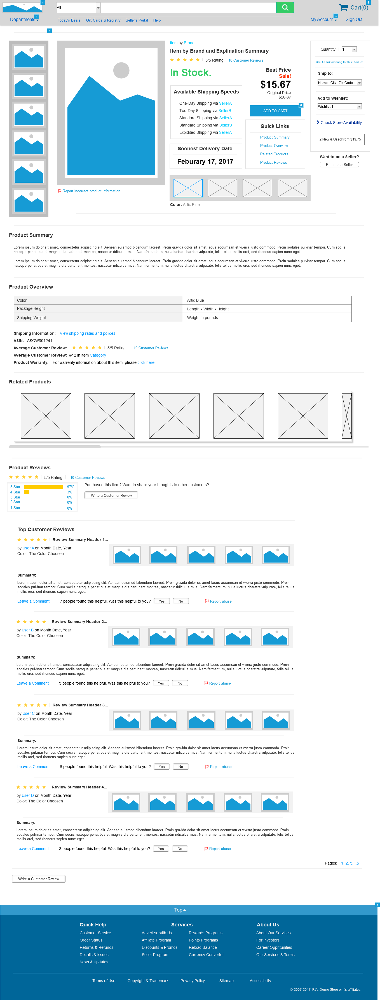 1
All
7
Cart(0)
Departments 2
Today's Deals Gift Cards & Registry Seller's Portal Help
My Account 3 Sign Out
5
Item by Brand
Item by Brand and Explination Summary
5/5 Rating 10 Customer Reviews
In Stock.
Best Price
Sale!
$15.67
Original Price
$26.87
6
ADD TO CART
Available Shipping Speeds
One-Day Shipping via SellerA
Two-Day Shipping via SellerB
Standard Shipping via SellerA
Standard Shipping via SellerB
Expidited Shipping via SellerA
Soonest Delivery Date
Feburary 17, 2017
Quick Links
Product Summary
Product Overview
Related Products
Product Reviews
Quantity 1
Use 1-Click ordering for this Product
Ship to:
Name - City - Zip Code 1
Add to Wishlist:
Wishlist 1
Check Store Availability
2 New & Used from $19.75
Want to be a Seller?
Become a Seller
Report incorrect product information
Color: Artic Blue
Product Summary
Lorem ipsum dolor sit amet, consectetur adipiscing elit. Aenean euismod bibendum laoreet. Proin gravida dolor sit amet lacus accumsan et viverra justo commodo. Proin sodales pulvinar tempor. Cum sociis
natoque penatibus et magnis dis parturient montes, nascetur ridiculus mus. Nam fermentum, nulla luctus pharetra vulputate, felis tellus mollis orci, sed rhoncus sapien nunc eget.
Lorem ipsum dolor sit amet, consectetur adipiscing elit. Aenean euismod bibendum laoreet. Proin gravida dolor sit amet lacus accumsan et viverra justo commodo. Proin sodales pulvinar tempor. Cum sociis
natoque penatibus et magnis dis parturient montes, nascetur ridiculus mus. Nam fermentum, nulla luctus pharetra vulputate, felis tellus mollis orci, sed rhoncus sapien nunc eget.
Product Overview
Color Artic Blue
Package Height Length x Width x Height
Shipping Weight Weight in pounds
Shipping Information: View shipping rates and polices
ASIN: ASOW991241
Average Customer Review: 5/5 Rating 10 Customer Reviews
Average Customer Review: #12 in Item Category
Product Warranty: For warrenty information about this item, please click here
Related Products
Product Reviews
5/5 Rating 10 Customer Reviews
5 Star 97%
4 Star 3%
3 Star 0%
2 Star 0%
1 Star 0%
Purchased this item? Want to share your thoughts to other customers?
Write a Customer Review
Top Customer Reviews
Review Summary Header 1...
by User A on Month Date, Year
Color: The Color Choosen
Summary:
Lorem ipsum dolor sit amet, consectetur adipiscing elit. Aenean euismod bibendum laoreet. Proin gravida dolor sit amet lacus accumsan et viverra justo commodo. Proin
sodales pulvinar tempor. Cum sociis natoque penatibus et magnis dis parturient montes, nascetur ridiculus mus. Nam fermentum, nulla luctus pharetra vulputate, felis tellus
mollis orci, sed rhoncus sapien nunc eget.
Leave a Comment 7 people found this helpful. Was this helpful to you? Yes No Report abuse
Review Summary Header 2...
by User B on Month Date, Year
Color: The Color Choosen
Summary:
Lorem ipsum dolor sit amet, consectetur adipiscing elit. Aenean euismod bibendum laoreet. Proin gravida dolor sit amet lacus accumsan et viverra justo commodo. Proin
sodales pulvinar tempor. Cum sociis natoque penatibus et magnis dis parturient montes, nascetur ridiculus mus. Nam fermentum, nulla luctus pharetra vulputate, felis tellus
mollis orci, sed rhoncus sapien nunc eget.
Leave a Comment 3 people found this helpful. Was this helpful to you? Yes No Report abuse
Review Summary Header 3...
by User C on Month Date, Year
Color: The Color Choosen
Summary:
Lorem ipsum dolor sit amet, consectetur adipiscing elit. Aenean euismod bibendum laoreet. Proin gravida dolor sit amet lacus accumsan et viverra justo commodo. Proin
sodales pulvinar tempor. Cum sociis natoque penatibus et magnis dis parturient montes, nascetur ridiculus mus. Nam fermentum, nulla luctus pharetra vulputate, felis tellus
mollis orci, sed rhoncus sapien nunc eget.
Leave a Comment 6 people found this helpful. Was this helpful to you? Yes No Report abuse
Review Summary Header 4...
by User D on Month Date, Year
Color: The Color Choosen
Summary:
Lorem ipsum dolor sit amet, consectetur adipiscing elit. Aenean euismod bibendum laoreet. Proin gravida dolor sit amet lacus accumsan et viverra justo commodo. Proin
sodales pulvinar tempor. Cum sociis natoque penatibus et magnis dis parturient montes, nascetur ridiculus mus. Nam fermentum, nulla luctus pharetra vulputate, felis tellus
mollis orci, sed rhoncus sapien nunc eget.
Leave a Comment 3 people found this helpful. Was this helpful to you? Yes No Report abuse
Pages: 1, 2, 3,...5
Write a Customer Review
4
Top
Quick Help
Customer Service
Order Status
Returns & Refunds
Recalls & Issues
News & Updates
Services
Advertise with Us Rewards Programs
Affiliate Program Points Programs
Discounts & Promos Reload Balance
Seller Program Currency Converter
About Us
About Our Services
For Investors
Career Oppritunities
Our Services & Terms
Terms of Use Copyright & Trademark Privacy Policy Sitemap Accessibility
© 2007-2017, PJ's Demo Store or it's affiliates